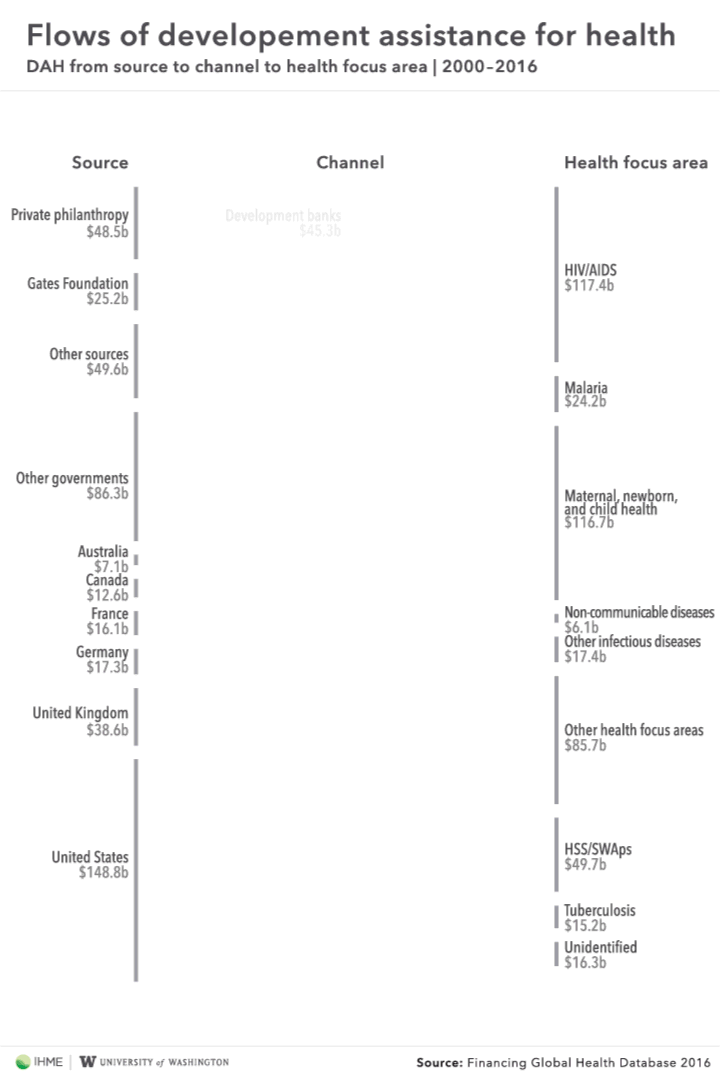 Flows of developement assistance for health
DAH from source to channel to health focus area | 2000–2016
Source
Channel
Health focus area
Private philanthropy
$48.5b
Gates Foundation
$25.2b
Other sources
$49.6b
Other governments
$86.3b
Australia
$7.1b
Canada
$12.6b
France
$16.1b
Germany
$17.3b
United Kingdom
$38.6b
United States
$148.8b
Development banks
$45.3b
HIV/AIDS
$117.4b
Malaria
$24.2b
Maternal, newborn,
and child health
$116.7b
Non-communicable diseases
$6.1b
Other infectious diseases
$17.4b
Other health focus areas
$85.7b
HSS/SWAps
$49.7b
Tuberculosis
$15.2b
Unidentified
$16.3b
IHME | W UNIVERSITY of WASHINGTON
Source: Financing Global Health Database 2016